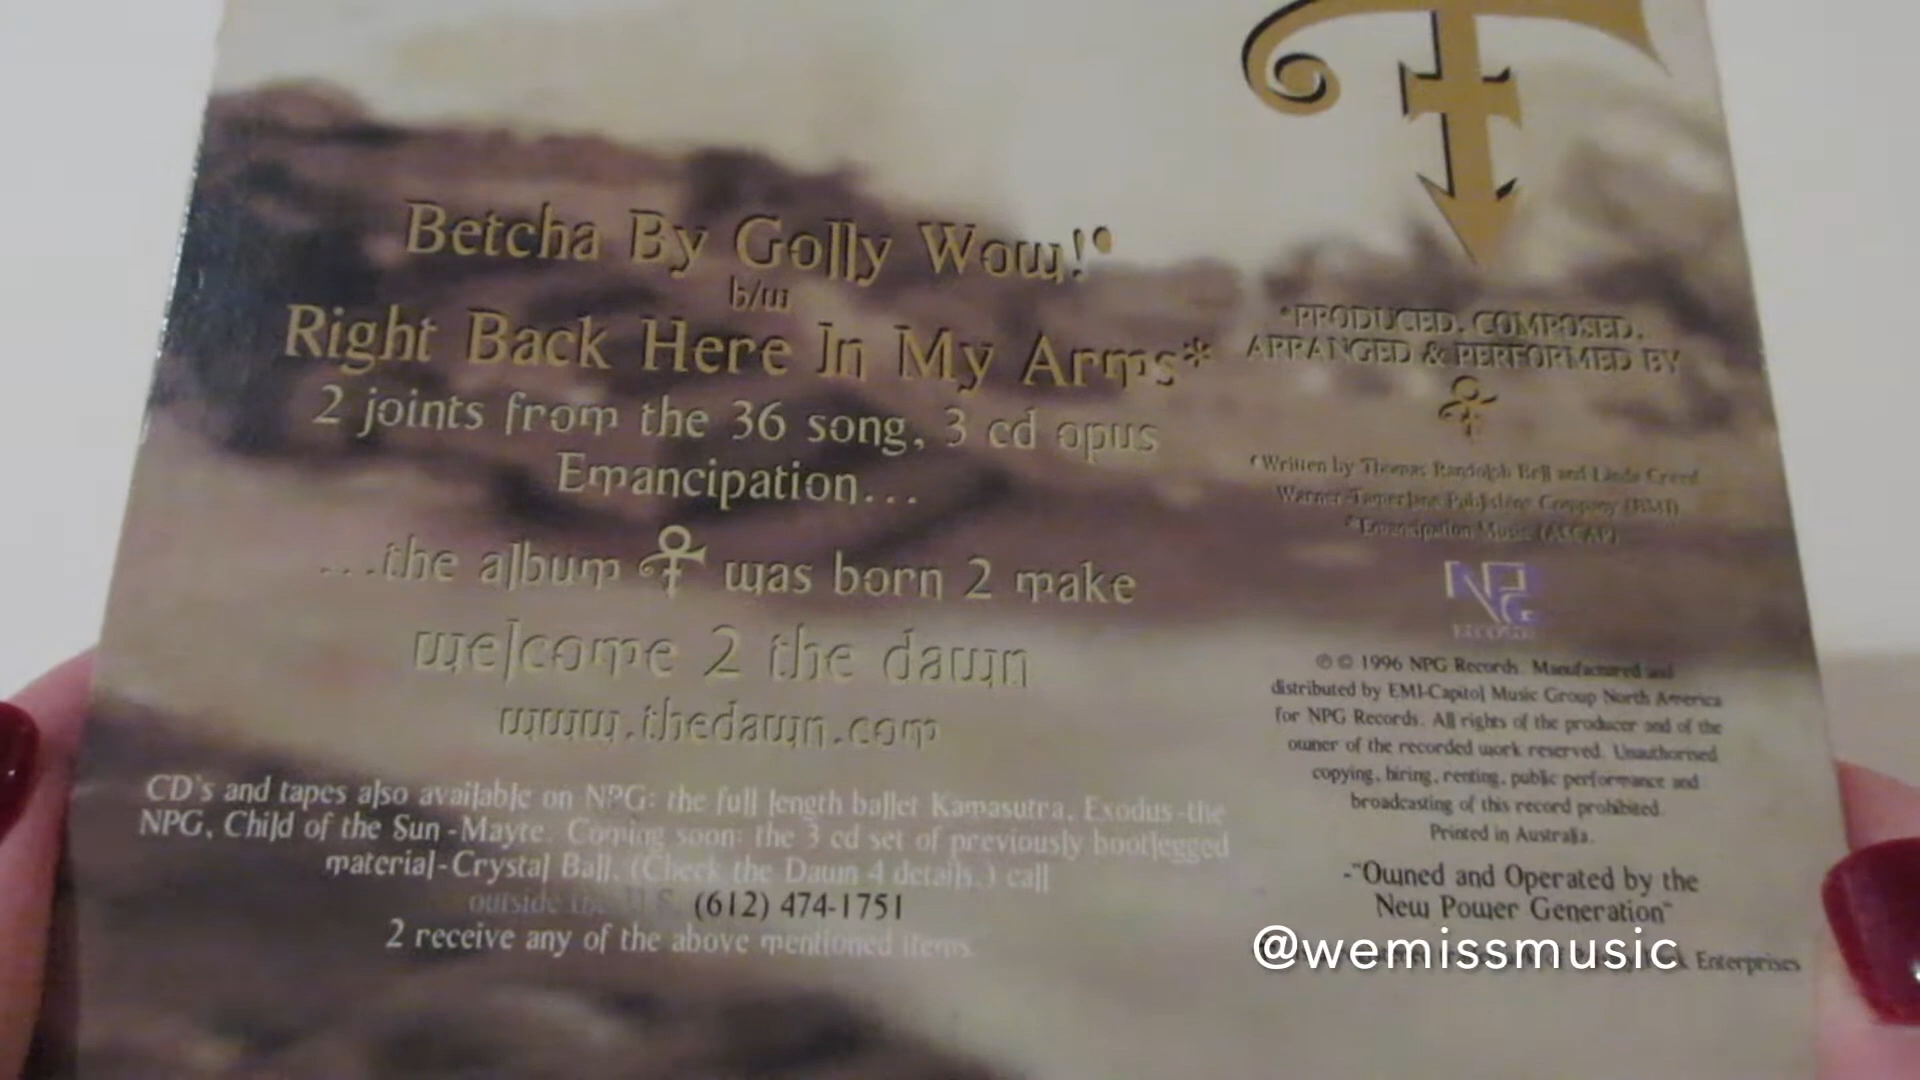 Betcha By Golly Wow!°
b/w
Right Back Here In My Arms*
2 joints from the 36 song, 3 cd opus
Emancipation...
...the album was born 2 make
welcome 2 the dawn
www.thedawn.com
CD's and tapes also available on NPG: the full length ballet Kamasutra, Exodus-the
NPG, Child of the Sun-Mayte. Coming soon: the 3 cd set of previously bootlegged
material-Crystal Ball. (Check the Dawn 4 details.) call
outside the U.S. (612) 474-1751
2 receive any of the above mentioned items.
*PRODUCED, COMPOSED,
ARRANGED & PERFORMED BY
°Written by Thomas Randolph Bell and Linda Creed
Warner-Tamerlane Publishing Company (BMI)
*Emancipation Music (ASCAP)
NPG
RECORDS
℗ © 1996 NPG Records. Manufactured and
distributed by EMI-Capitol Music Group North America
for NPG Records. All rights of the producer and of the
owner of the recorded work reserved. Unauthorised
copying, hiring, renting, public performance and
broadcasting of this record prohibited.
Printed in Australia.
-"Owned and Operated by the
New Power Generation"
Enterprises
@wemissmusic